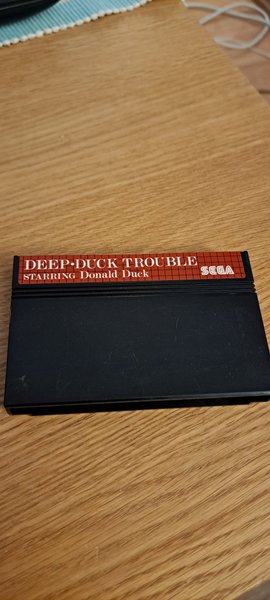 DEEP•DUCK TROUBLE
STARRING Donald Duck
SEGA